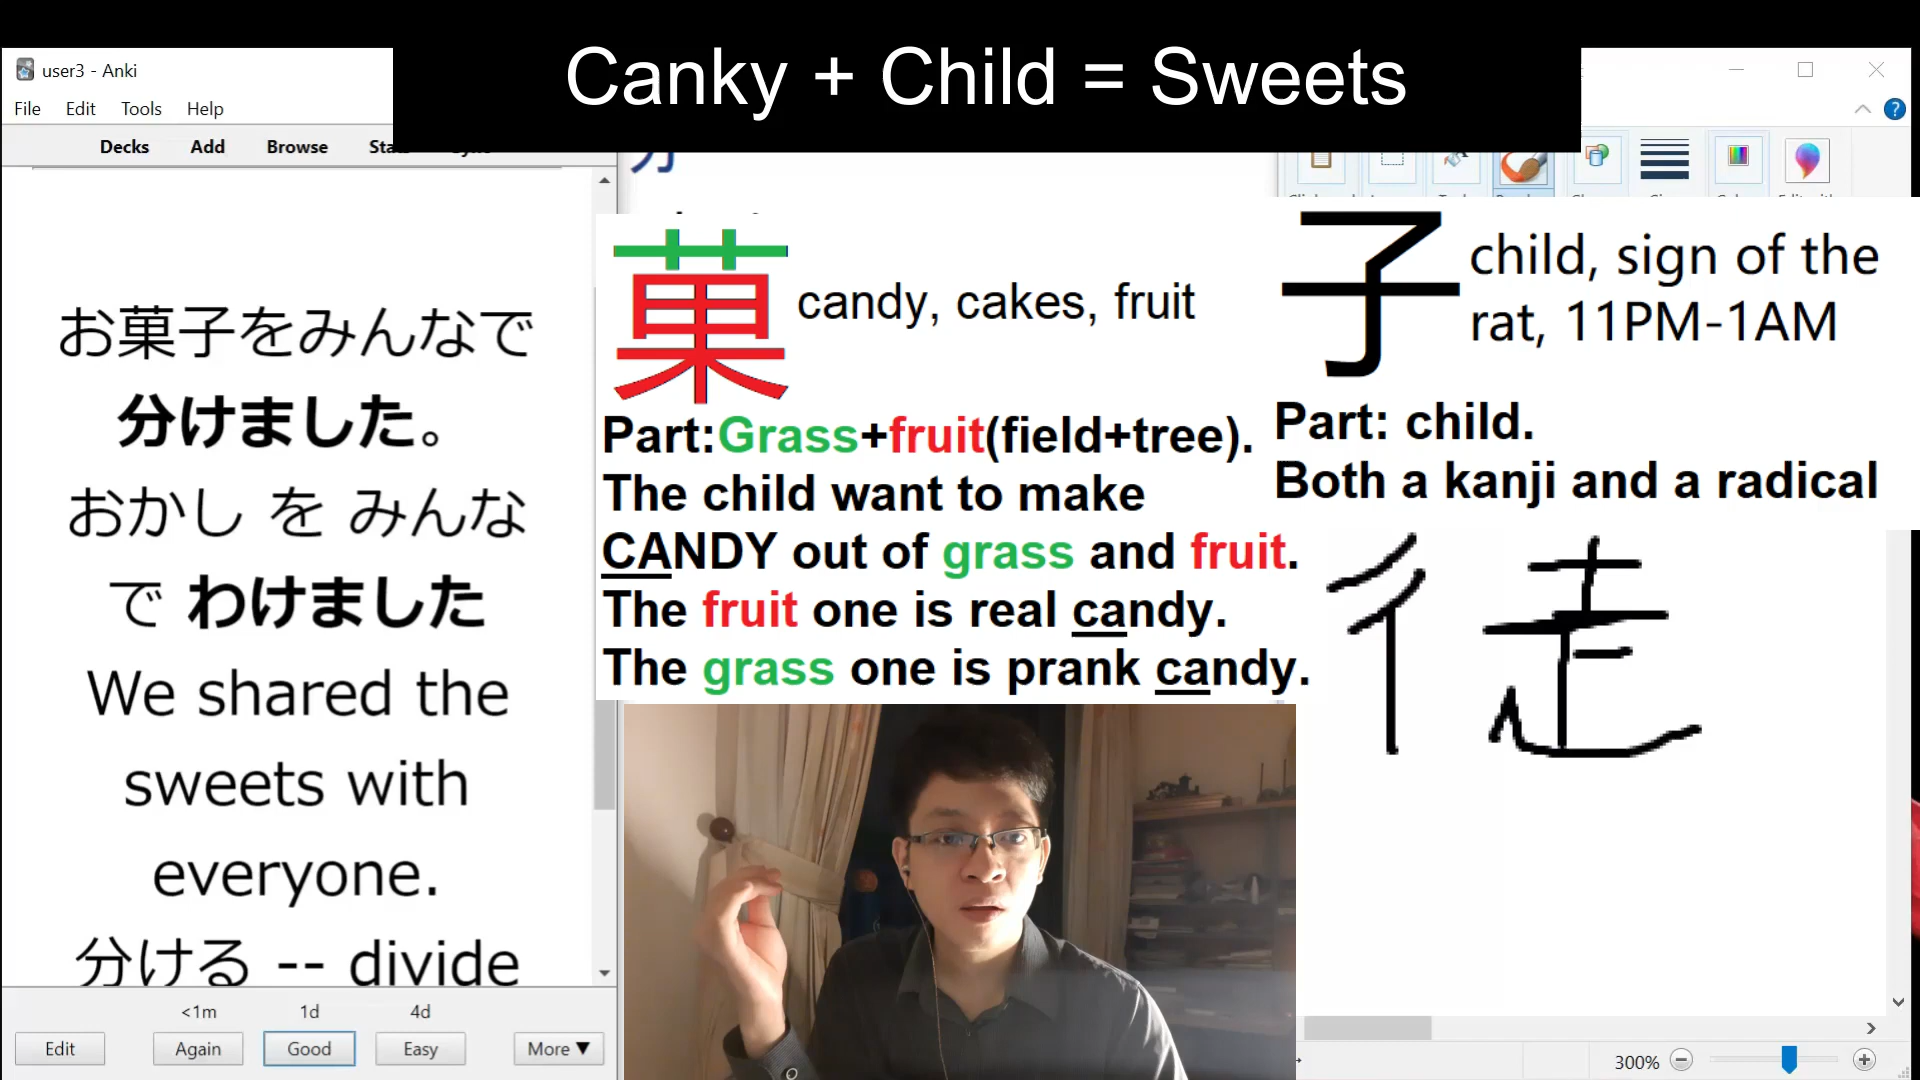 Canky + Child = Sweets
user3 - Anki
File Edit Tools Help
Decks Add Browse
お菓子をみんなで
分けました。
おかし を みんな
で わけました
We shared the
sweets with
everyone.
分ける -- divide
<1m 1d 4d
Edit Again Good Easy More ▼
菓 candy, cakes, fruit
Part:Grass+fruit(field+tree).
The child want to make
CANDY out of grass and fruit.
The fruit one is real candy.
The grass one is prank candy.
子 child, sign of the
rat, 11PM-1AM
Part: child.
Both a kanji and a radical
300%